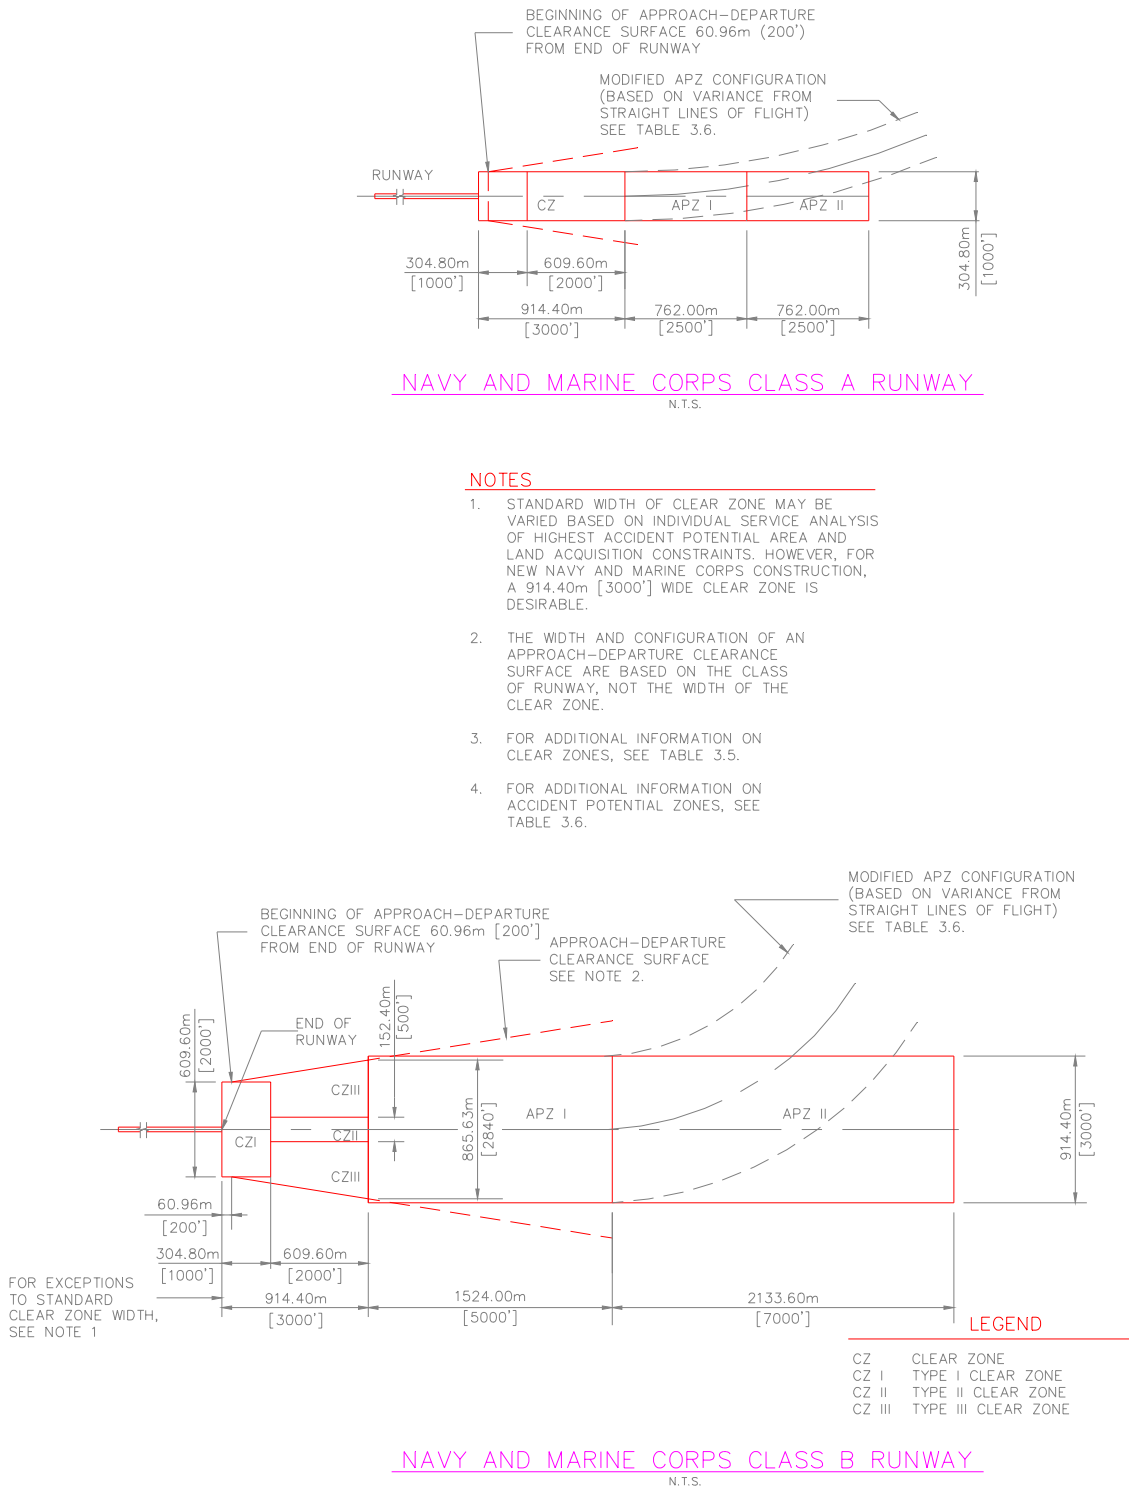 BEGINNING OF APPROACH-DEPARTURE
CLEARANCE SURFACE 60.96m (200')
FROM END OF RUNWAY
MODIFIED APZ CONFIGURATION
(BASED ON VARIANCE FROM
STRAIGHT LINES OF FLIGHT)
SEE TABLE 3.6.
RUNWAY
CZ
APZ I
APZ II
304.80m
[1000']
304.80m
[1000']
609.60m
[2000']
914.40m
[3000']
762.00m
[2500']
762.00m
[2500']
NAVY AND MARINE CORPS CLASS A RUNWAY
N.T.S.
NOTES
1. STANDARD WIDTH OF CLEAR ZONE MAY BE
VARIED BASED ON INDIVIDUAL SERVICE ANALYSIS
OF HIGHEST ACCIDENT POTENTIAL AREA AND
LAND ACQUISITION CONSTRAINTS. HOWEVER, FOR
NEW NAVY AND MARINE CORPS CONSTRUCTION,
A 914.40m [3000'] WIDE CLEAR ZONE IS
DESIRABLE.
2. THE WIDTH AND CONFIGURATION OF AN
APPROACH-DEPARTURE CLEARANCE
SURFACE ARE BASED ON THE CLASS
OF RUNWAY, NOT THE WIDTH OF THE
CLEAR ZONE.
3. FOR ADDITIONAL INFORMATION ON
CLEAR ZONES, SEE TABLE 3.5.
4. FOR ADDITIONAL INFORMATION ON
ACCIDENT POTENTIAL ZONES, SEE
TABLE 3.6.
MODIFIED APZ CONFIGURATION
(BASED ON VARIANCE FROM
STRAIGHT LINES OF FLIGHT)
SEE TABLE 3.6.
BEGINNING OF APPROACH-DEPARTURE
CLEARANCE SURFACE 60.96m [200']
FROM END OF RUNWAY
APPROACH-DEPARTURE
CLEARANCE SURFACE
SEE NOTE 2.
END OF
RUNWAY
609.60m
[2000']
152.40m
[500']
CZIII
CZII
CZI
CZIII
865.63m
[2840']
APZ I
APZ II
914.40m
[3000']
60.96m
[200']
304.80m
[1000']
609.60m
[2000']
FOR EXCEPTIONS
TO STANDARD
CLEAR ZONE WIDTH,
SEE NOTE 1
914.40m
[3000']
1524.00m
[5000']
2133.60m
[7000']
LEGEND
CZ CLEAR ZONE
CZ I TYPE I CLEAR ZONE
CZ II TYPE II CLEAR ZONE
CZ III TYPE III CLEAR ZONE
NAVY AND MARINE CORPS CLASS B RUNWAY
N.T.S.